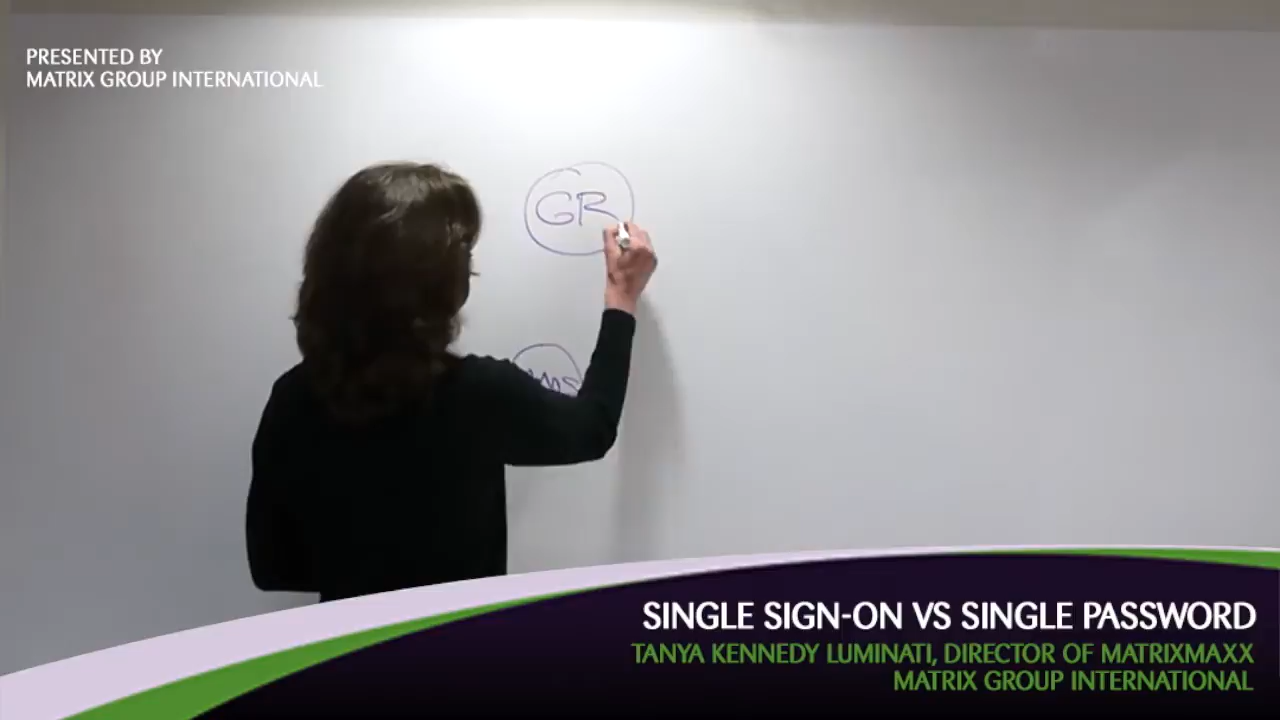 PRESENTED BY
MATRIX GROUP INTERNATIONAL
GR
SINGLE SIGN-ON VS SINGLE PASSWORD
TANYA KENNEDY LUMINATI, DIRECTOR OF MATRIXMAXX
MATRIX GROUP INTERNATIONAL